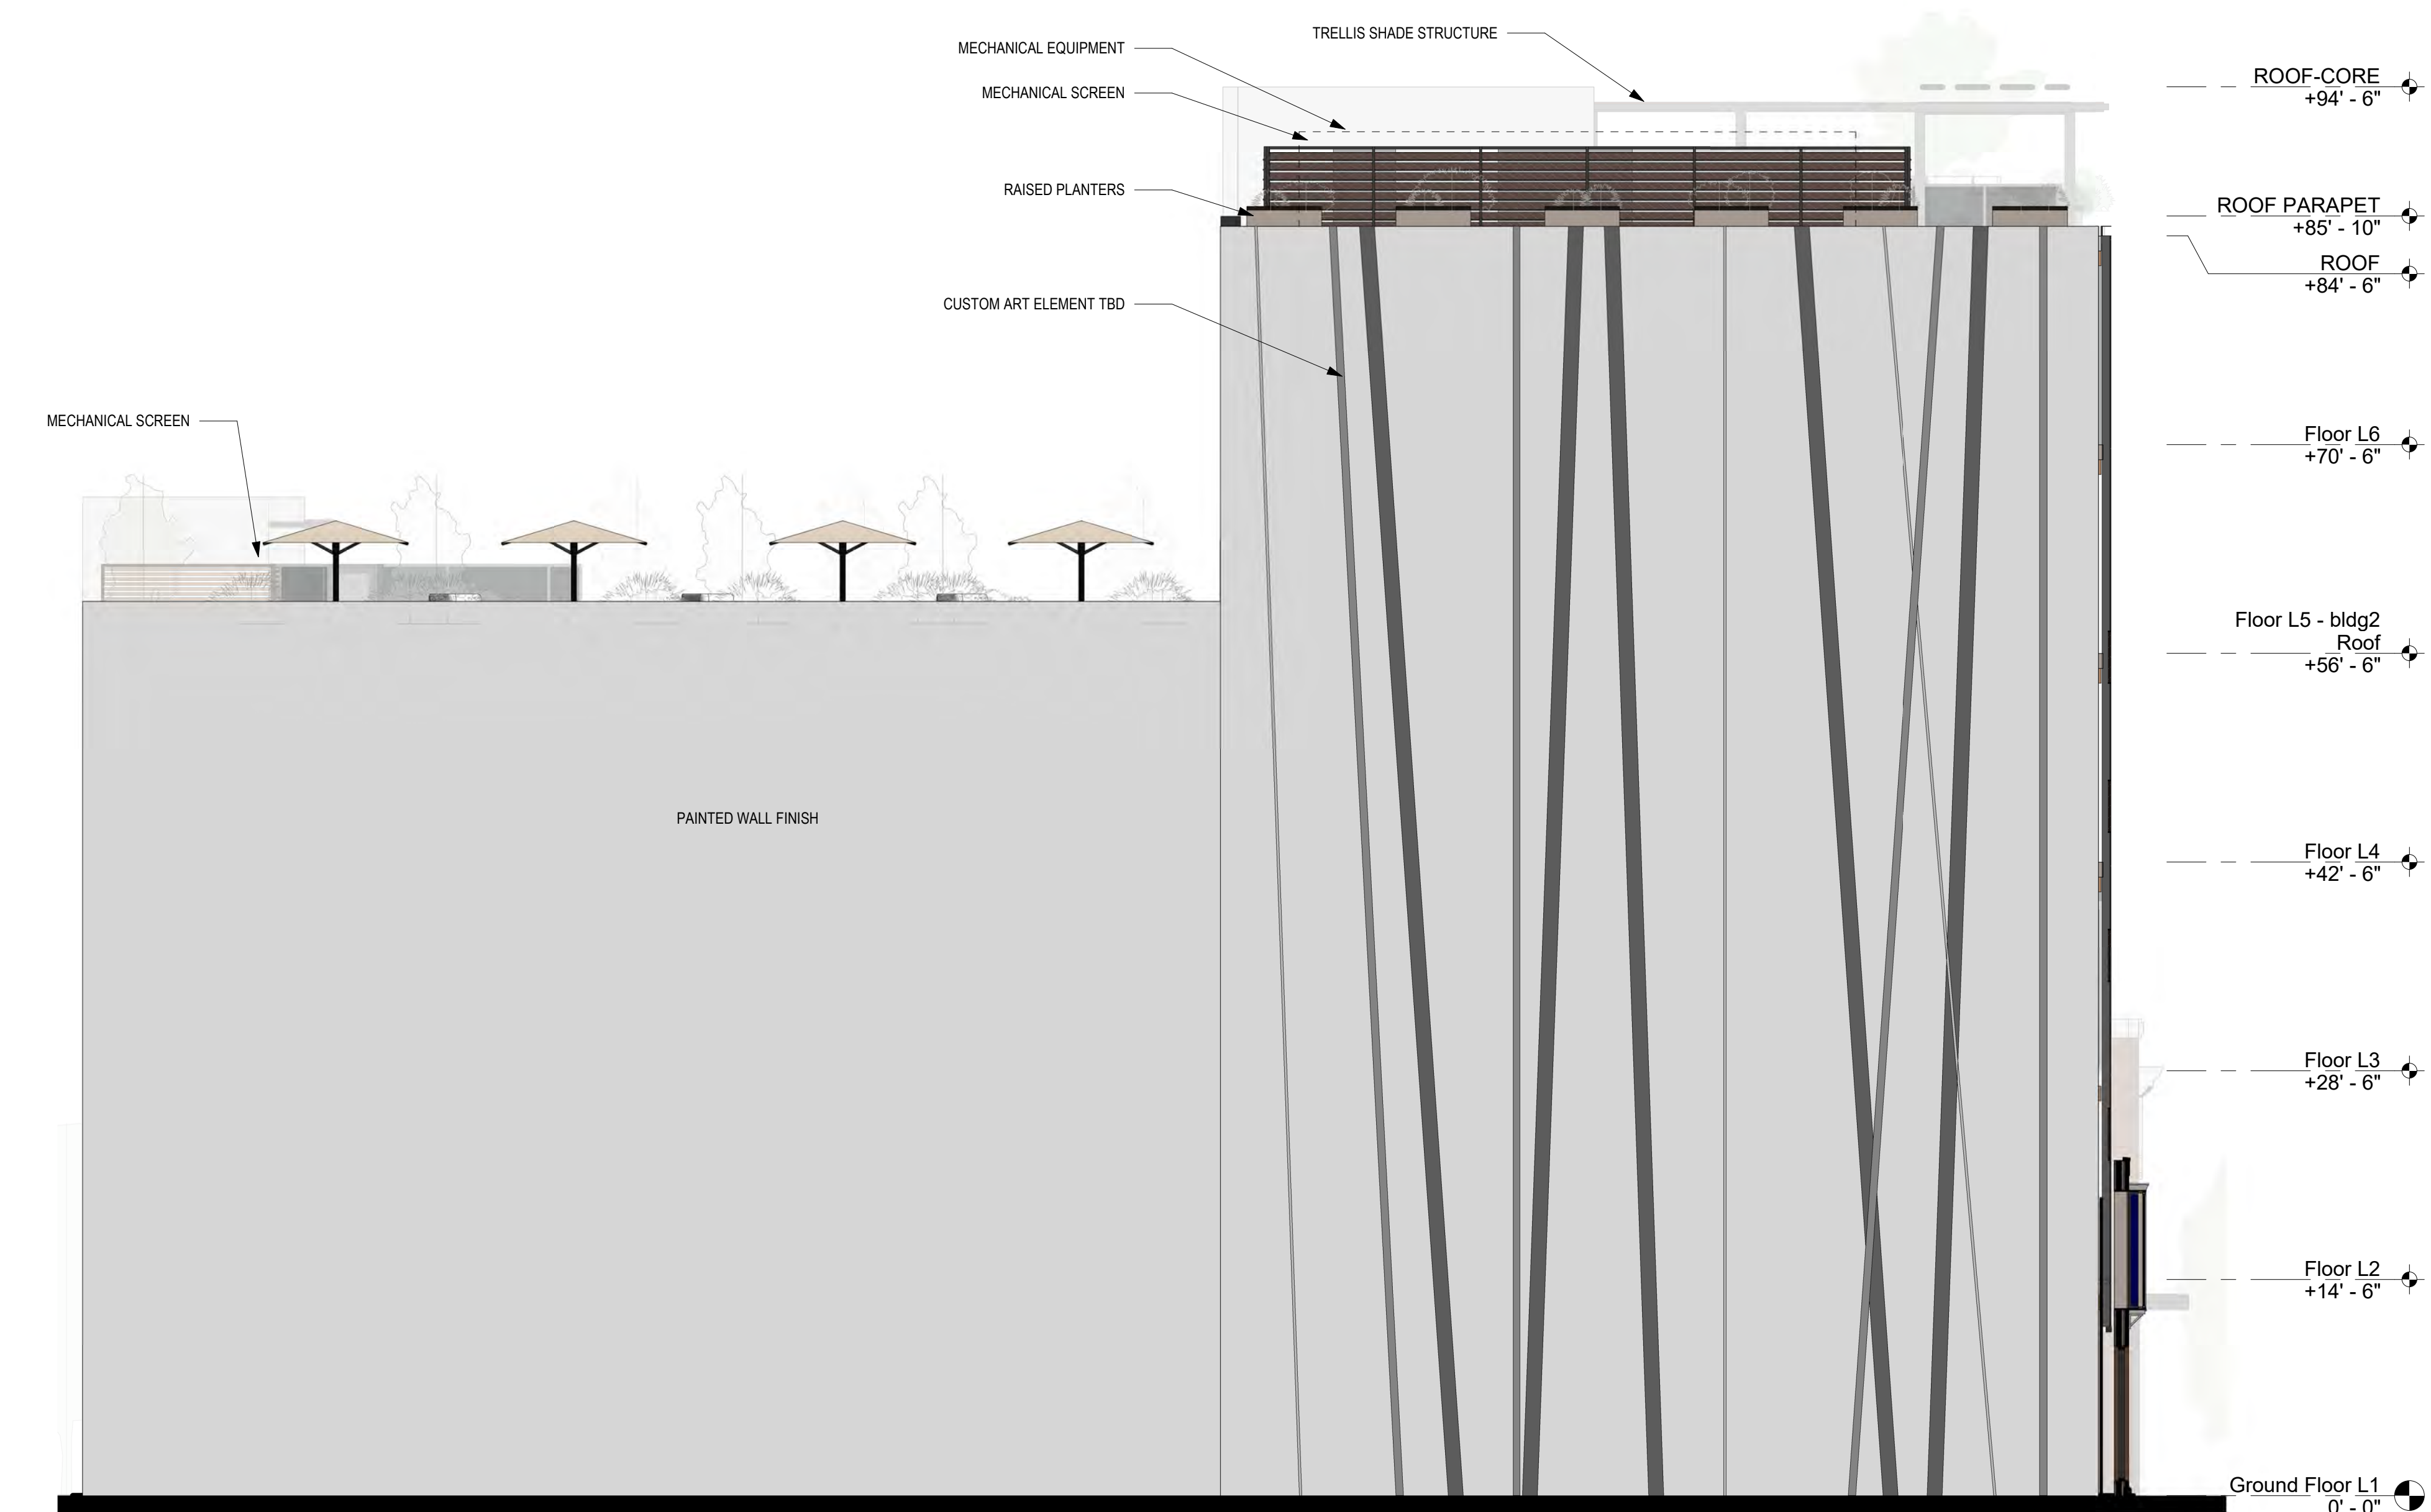 TRELLIS SHADE STRUCTURE
MECHANICAL EQUIPMENT
MECHANICAL SCREEN
RAISED PLANTERS
CUSTOM ART ELEMENT TBD
MECHANICAL SCREEN
PAINTED WALL FINISH
ROOF-CORE
+94' - 6"
ROOF PARAPET
+85' - 10"
ROOF
+84' - 6"
Floor L6
+70' - 6"
Floor L5 - bldg2
Roof
+56' - 6"
Floor L4
+42' - 6"
Floor L3
+28' - 6"
Floor L2
+14' - 6"
Ground Floor L1
0' - 0"